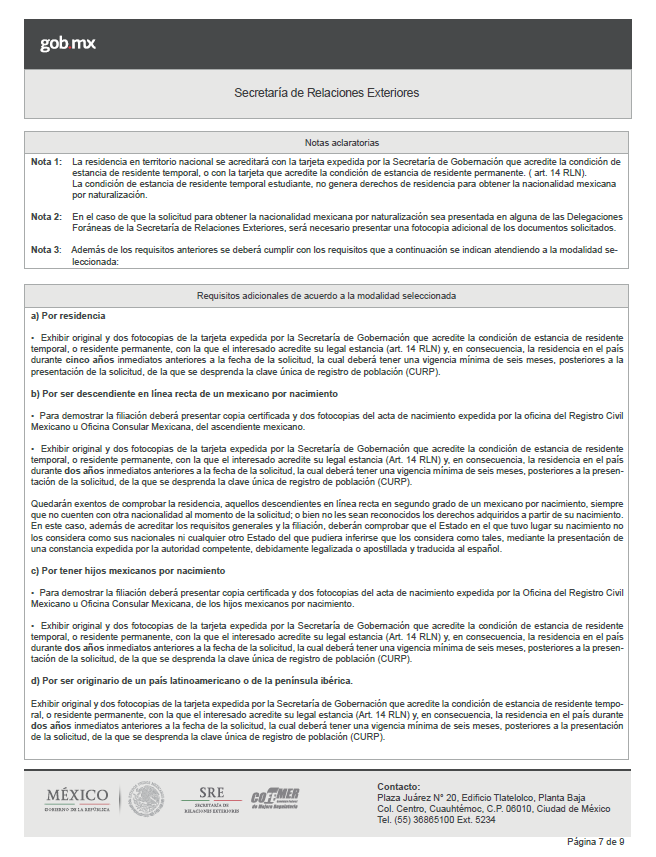 gob mx
Secretaría de Relaciones Exteriores
Notas aclaratorias
Nota 1: La residencia en territorio nacional se acreditará con la tarjeta expedida por la Secretaría de Gobernación que acredite la condición de
estancia de residente temporal, o con la tarjeta que acredite la condición de estancia de residente permanente. ( art. 14 RLN).
La condición de estancia de residente temporal estudiante, no genera derechos de residencia para obtener la nacionalidad mexicana
por naturalización.
Nota 2: En el caso de que la solicitud para obtener la nacionalidad mexicana por naturalización sea presentada en alguna de las Delegaciones
Foráneas de la Secretaría de Relaciones Exteriores, será necesario presentar una fotocopia adicional de los documentos solicitados.
Nota 3: Además de los requisitos anteriores se deberá cumplir con los requisitos que a continuación se indican atendiendo a la modalidad se-
leccionada:
Requisitos adicionales de acuerdo a la modalidad seleccionada
a) Por residencia
• Exhibir original y dos fotocopias de la tarjeta expedida por la Secretaría de Gobernación que acredite la condición de estancia de residente
temporal, o residente permanente, con la que el interesado acredite su legal estancia (art. 14 RLN) y, en consecuencia, la residencia en el país
durante cinco años inmediatos anteriores a la fecha de la solicitud, la cual deberá tener una vigencia mínima de seis meses, posteriores a la
presentación de la solicitud, de la que se desprenda la clave única de registro de población (CURP).
b) Por ser descendiente en línea recta de un mexicano por nacimiento
• Para demostrar la filiación deberá presentar copia certificada y dos fotocopias del acta de nacimiento expedida por la oficina del Registro Civil
Mexicano u Oficina Consular Mexicana, del ascendiente mexicano.
• Exhibir original y dos fotocopias de la tarjeta expedida por la Secretaría de Gobernación que acredite la condición de estancia de residente
temporal, o residente permanente, con la que el interesado acredite su legal estancia (Art. 14 RLN) y, en consecuencia, la residencia en el país
durante dos años inmediatos anteriores a la fecha de la solicitud, la cual deberá tener una vigencia mínima de seis meses, posteriores a la presen-
tación de la solicitud, de la que se desprenda la clave única de registro de población (CURP).
Quedarán exentos de comprobar la residencia, aquellos descendientes en línea recta en segundo grado de un mexicano por nacimiento, siempre
que no cuenten con otra nacionalidad al momento de la solicitud; o bien no les sean reconocidos los derechos adquiridos a partir de su nacimiento.
En este caso, además de acreditar los requisitos generales y la filiación, deberán comprobar que el Estado en el que tuvo lugar su nacimiento no
los considera como sus nacionales ni cualquier otro Estado del que pudiera inferirse que los considera como tales, mediante la presentación de
una constancia expedida por la autoridad competente, debidamente legalizada o apostillada y traducida al español.
c) Por tener hijos mexicanos por nacimiento
• Para demostrar la filiación deberá presentar copia certificada y dos fotocopias del acta de nacimiento expedida por la Oficina del Registro Civil
Mexicano u Oficina Consular Mexicana, de los hijos mexicanos por nacimiento.
• Exhibir original y dos fotocopias de la tarjeta expedida por la Secretaría de Gobernación que acredite la condición de estancia de residente
temporal, o residente permanente, con la que el interesado acredite su legal estancia (Art. 14 RLN) y, en consecuencia, la residencia en el país
durante dos años inmediatos anteriores a la fecha de la solicitud, la cual deberá tener una vigencia mínima de seis meses, posteriores a la presen-
tación de la solicitud, de la que se desprenda la clave única de registro de población (CURP).
d) Por ser originario de un país latinoamericano o de la península ibérica.
Exhibir original y dos fotocopias de la tarjeta expedida por la Secretaría de Gobernación que acredite la condición de estancia de residente tempo-
ral, o residente permanente, con la que el interesado acredite su legal estancia (Art. 14 RLN) y, en consecuencia, la residencia en el país durante
dos años inmediatos anteriores a la fecha de la solicitud, la cual deberá tener una vigencia mínima de seis meses, posteriores a la presentación
de la solicitud, de la que se desprenda la clave única de registro de población (CURP).
MÉXICO
GOBIERNO DE LA REPÚBLICA
SRE
SECRETARÍA DE
RELACIONES EXTERIORES
COFEMER
de Mejora Regulatoria
Contacto:
Plaza Juárez N° 20, Edificio Tlatelolco, Planta Baja
Col. Centro, Cuauhtémoc, C.P. 06010, Ciudad de México
Tel. (55) 36865100 Ext. 5234
Página 7 de 9